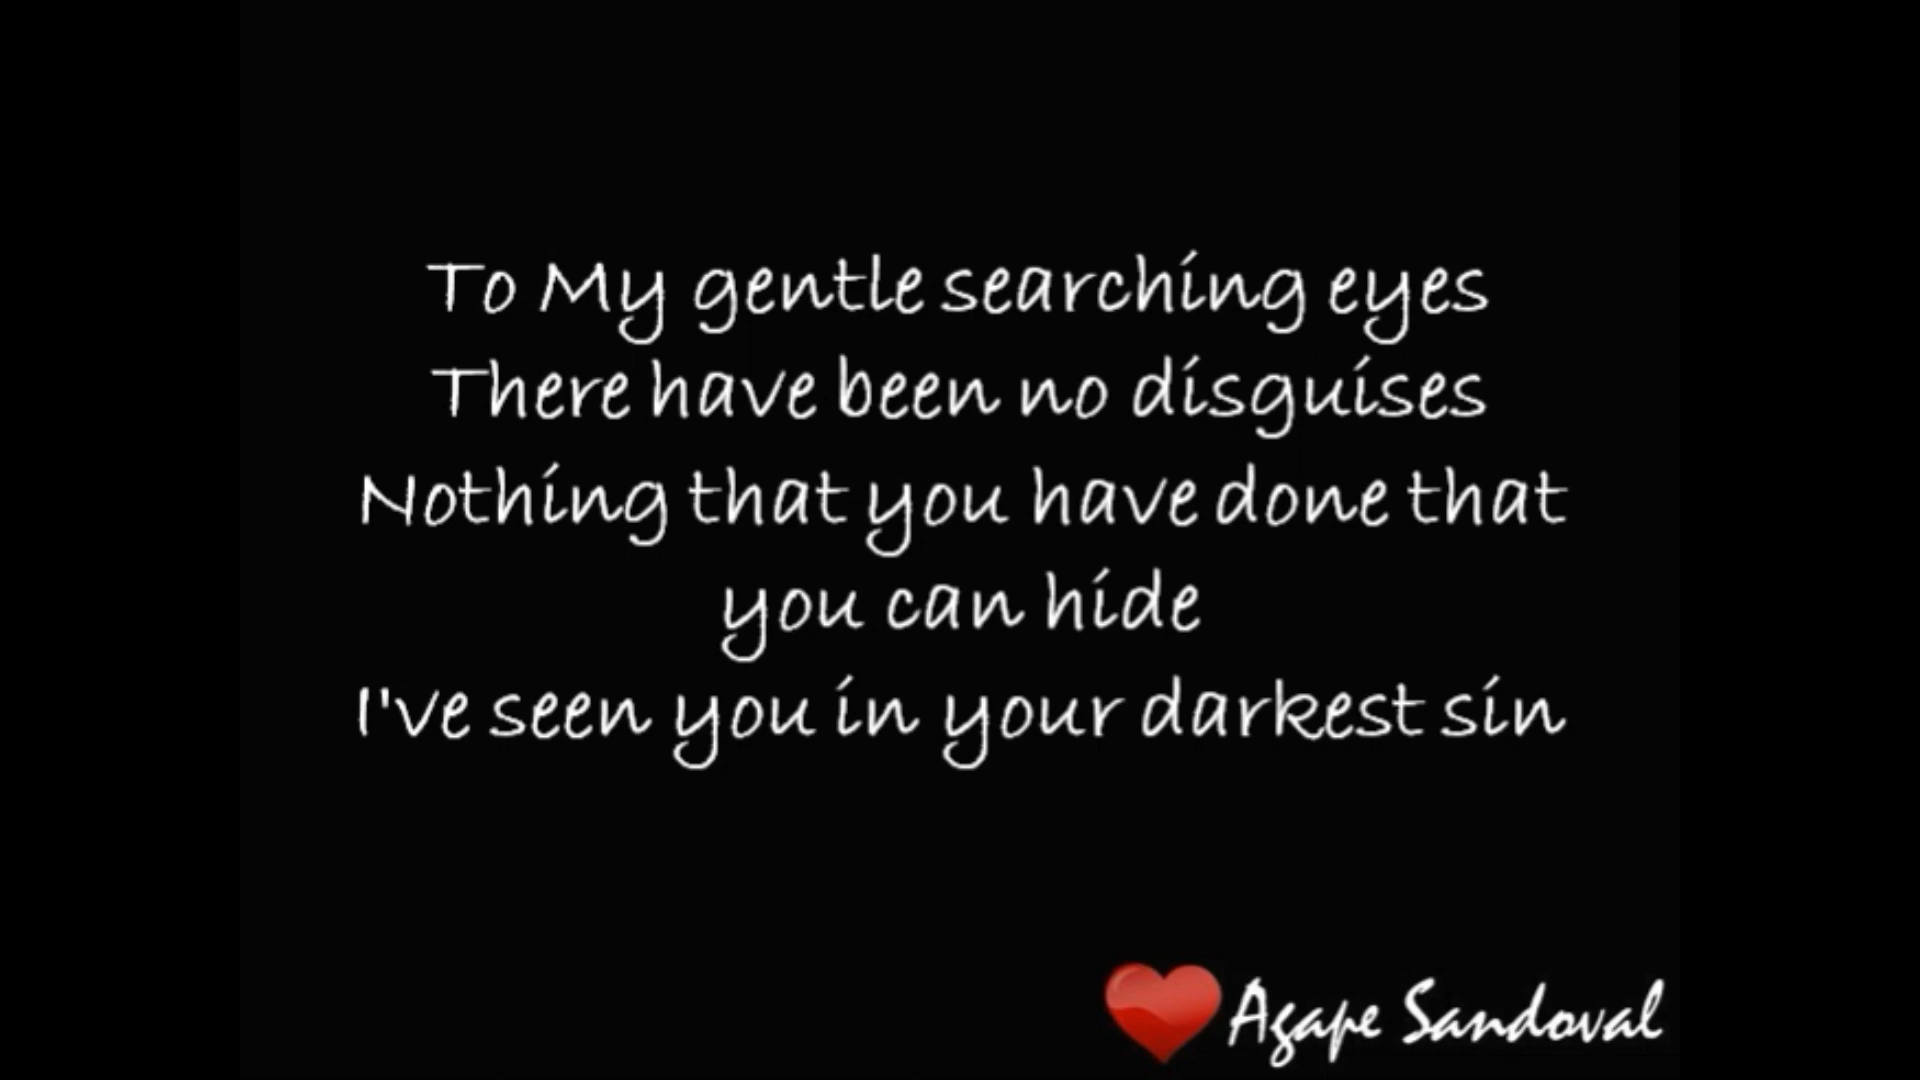 To My gentle searching eyes
There have been no disguises
Nothing that you have done that
you can hide
I've seen you in your darkest sin
Agape Sandoval